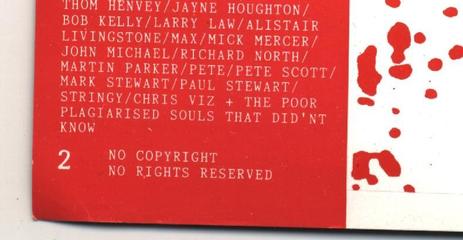 THOM HENVEY/JAYNE HOUGHTON/
BOB KELLY/LARRY LAW/ALISTAIR
LIVINGSTONE/MAX/MICK MERCER/
JOHN MICHAEL/RICHARD NORTH/
MARTIN PARKER/PETE/PETE SCOTT/
MARK STEWART/PAUL STEWART/
STRINGY/CHRIS VIZ + THE POOR
PLAGIARISED SOULS THAT DID'NT
KNOW
2 NO COPYRIGHT
NO RIGHTS RESERVED